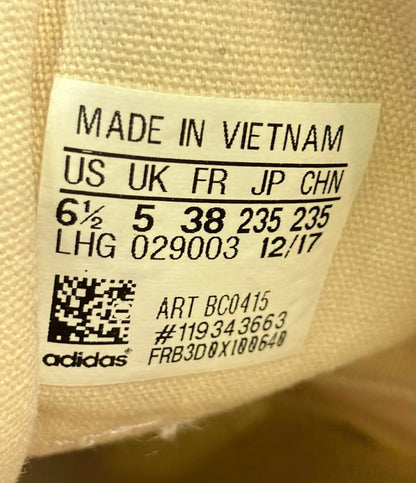 MADE IN VIETNAM
US UK FR JP CHN
6½ 5 38 235 235
LHG 029003 12/17
ART BC0415
#119343663
FRB3D0XI00640
adidas